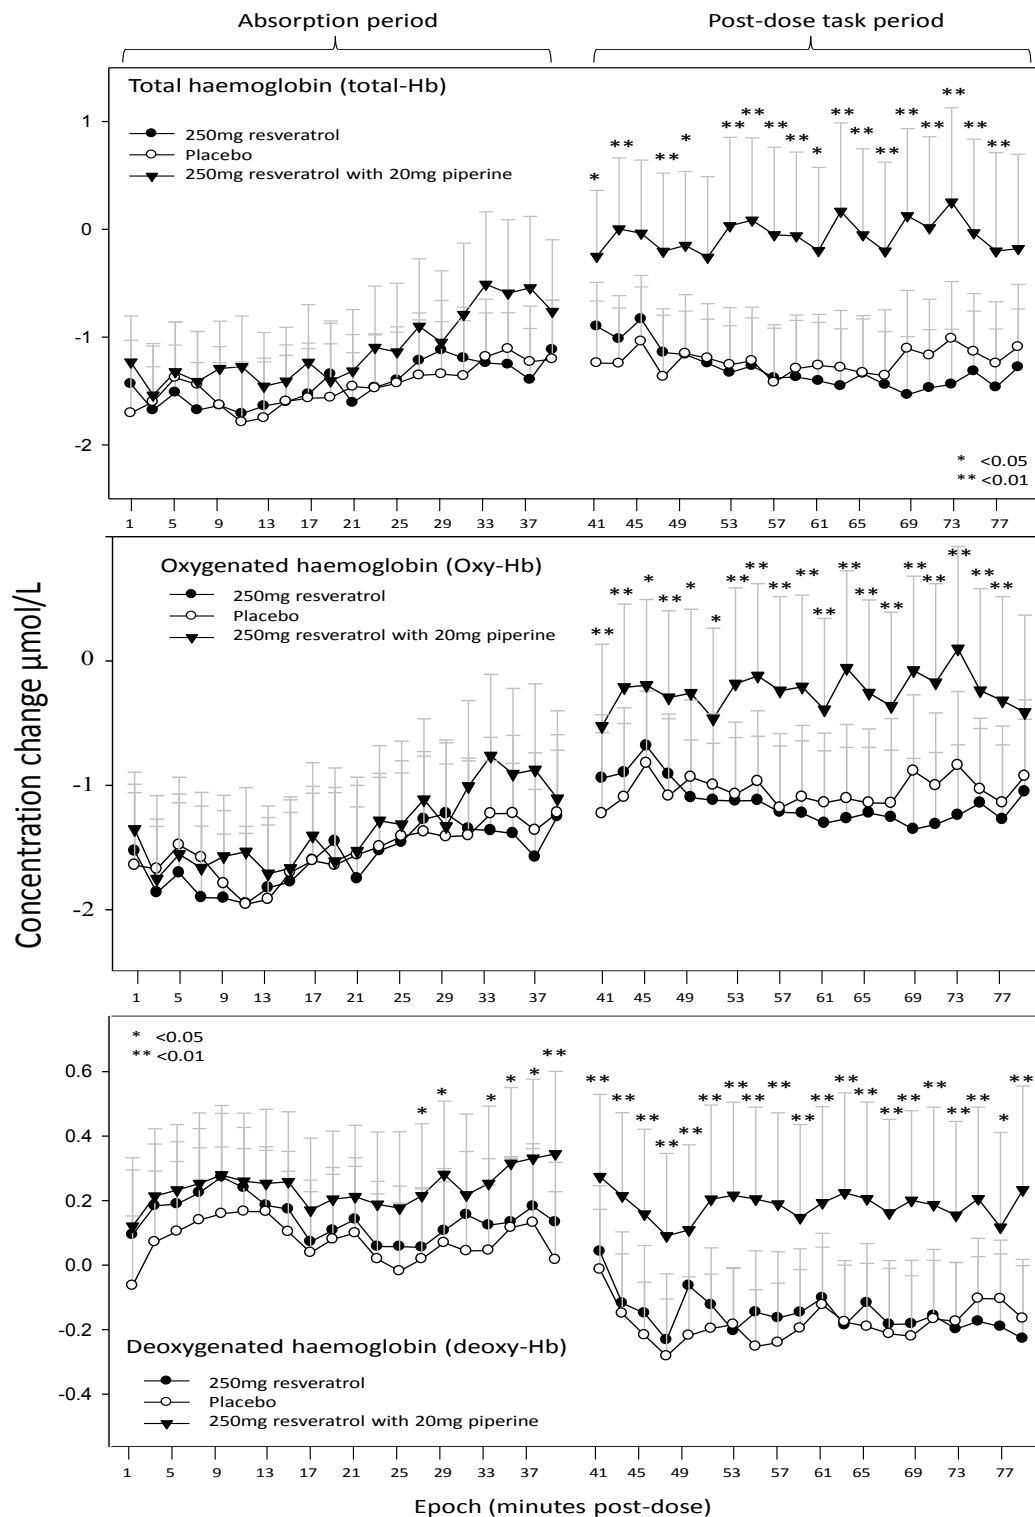 Absorption period
Post-dose task period
Total haemoglobin (total-Hb)
250mg resveratrol
Placebo
250mg resveratrol with 20mg piperine
1
0
-1
-2
* ** ** * ** ** ** ** * ** ** ** ** ** ** ** **
* <0.05
** <0.01
1 5 9 13 17 21 25 29 33 37 41 45 49 53 57 61 65 69 73 77
Oxygenated haemoglobin (Oxy-Hb)
250mg resveratrol
Placebo
250mg resveratrol with 20mg piperine
0
-1
-2
** ** * ** * * ** ** ** ** ** ** ** ** ** ** ** ** **
1 5 9 13 17 21 25 29 33 37 41 45 49 53 57 61 65 69 73 77
Concentration change µmol/L
* <0.05
** <0.01
* * * * * ** ** ** ** ** ** ** ** ** ** ** ** ** ** ** ** ** ** ** * **
0.6
0.4
0.2
0.0
-0.2
-0.4
Deoxygenated haemoglobin (deoxy-Hb)
250mg resveratrol
Placebo
250mg resveratrol with 20mg piperine
1 5 9 13 17 21 25 29 33 37 41 45 49 53 57 61 65 69 73 77
Epoch (minutes post-dose)